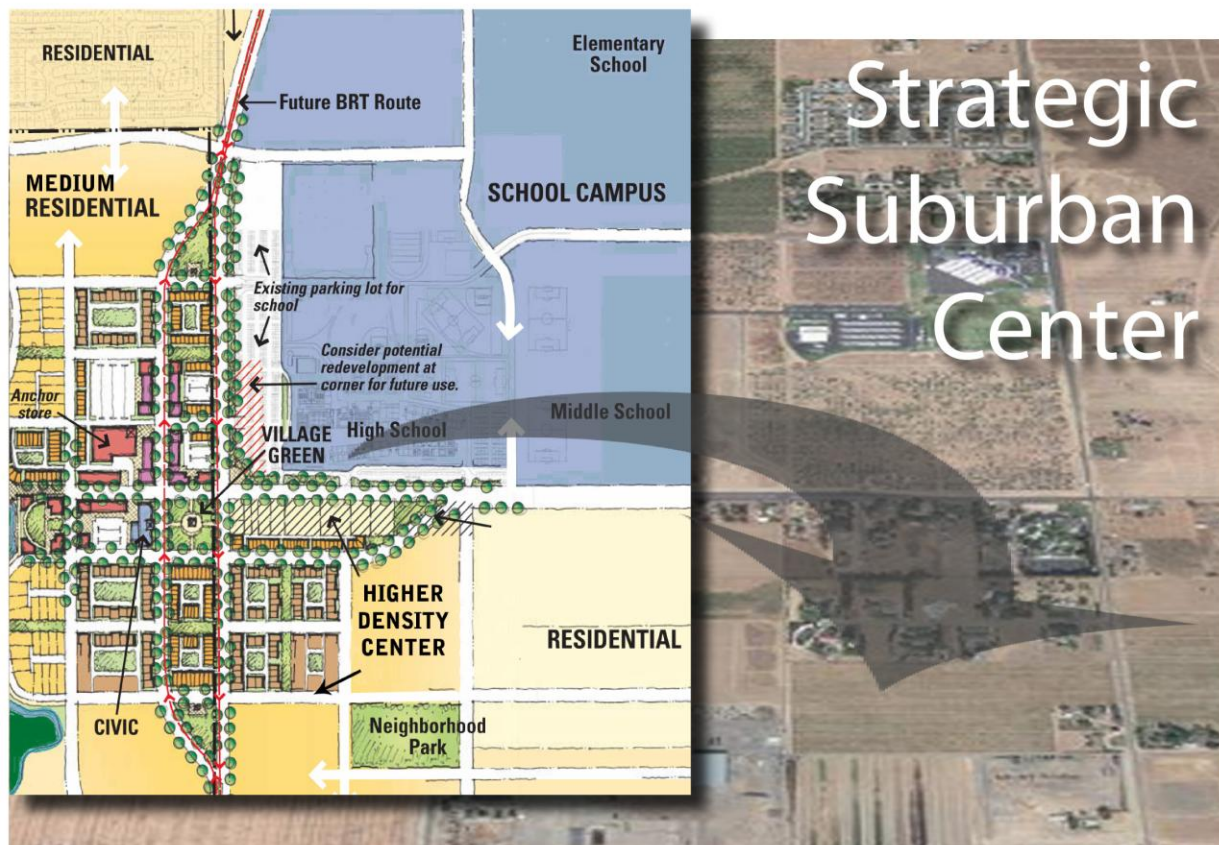 RESIDENTIAL
Elementary
School
Future BRT Route
MEDIUM
RESIDENTIAL
SCHOOL CAMPUS
Existing parking lot for
school
Consider potential
redevelopment at
corner for future use.
Anchor
store
VILLAGE
GREEN
High School
Middle School
HIGHER
DENSITY
CENTER
RESIDENTIAL
CIVIC
Neighborhood
Park
Strategic
Suburban
Center